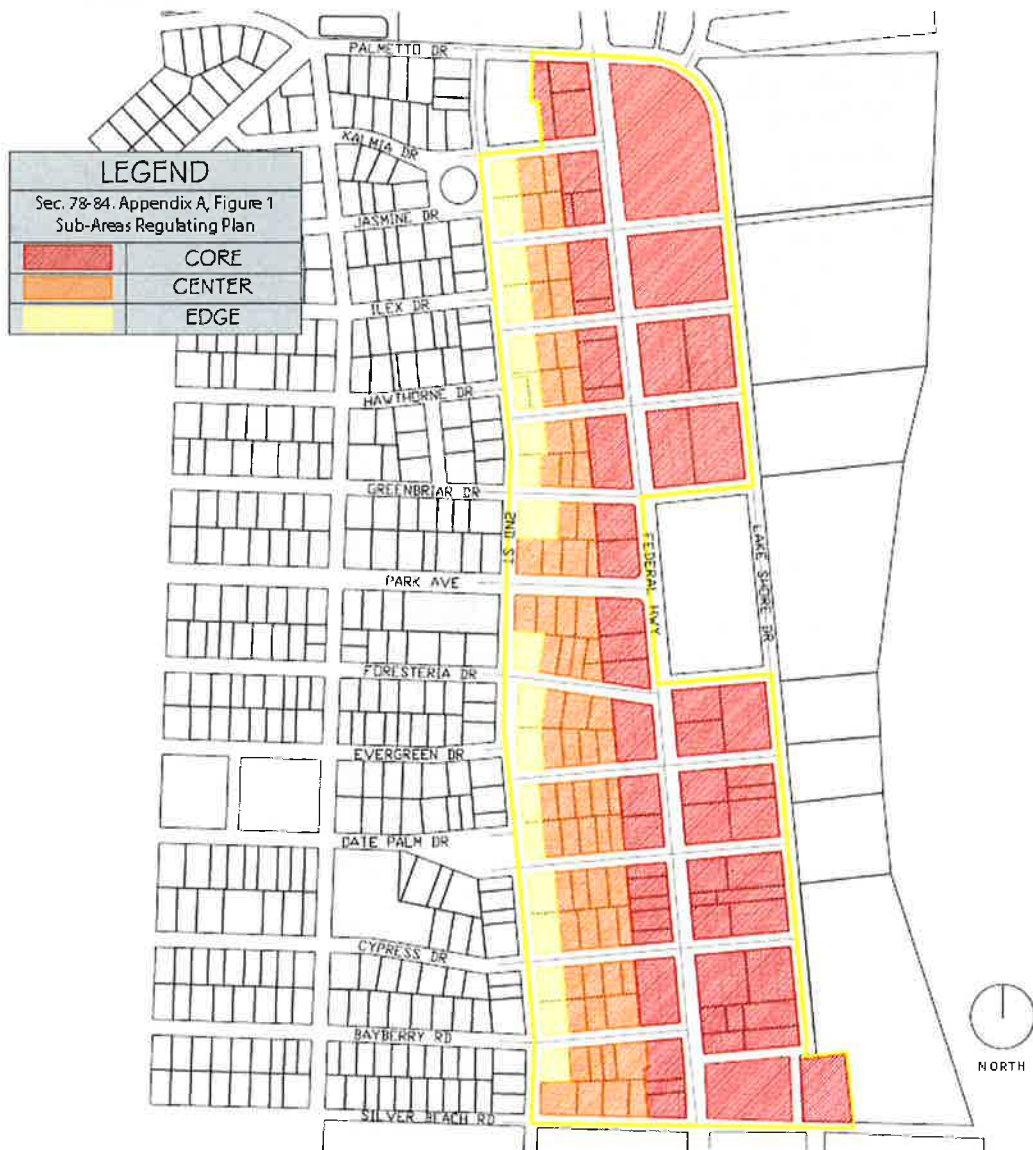 PALMETTO DR
KALMIA DR
LEGEND
Sec. 78-84. Appendix A, Figure 1
Sub-Areas Regulating Plan
CORE
CENTER
EDGE
JASMINE DR
ILEX DR
HAWTHORNE DR
GREENBRIAR DR
2ND ST
FEDERAL HWY
LAKE SHORE DR
PARK AVE
FORESTERIA DR
EVERGREEN DR
DATE PALM DR
CYPRESS DR
BAYBERRY RD
SILVER BEACH RD
NORTH